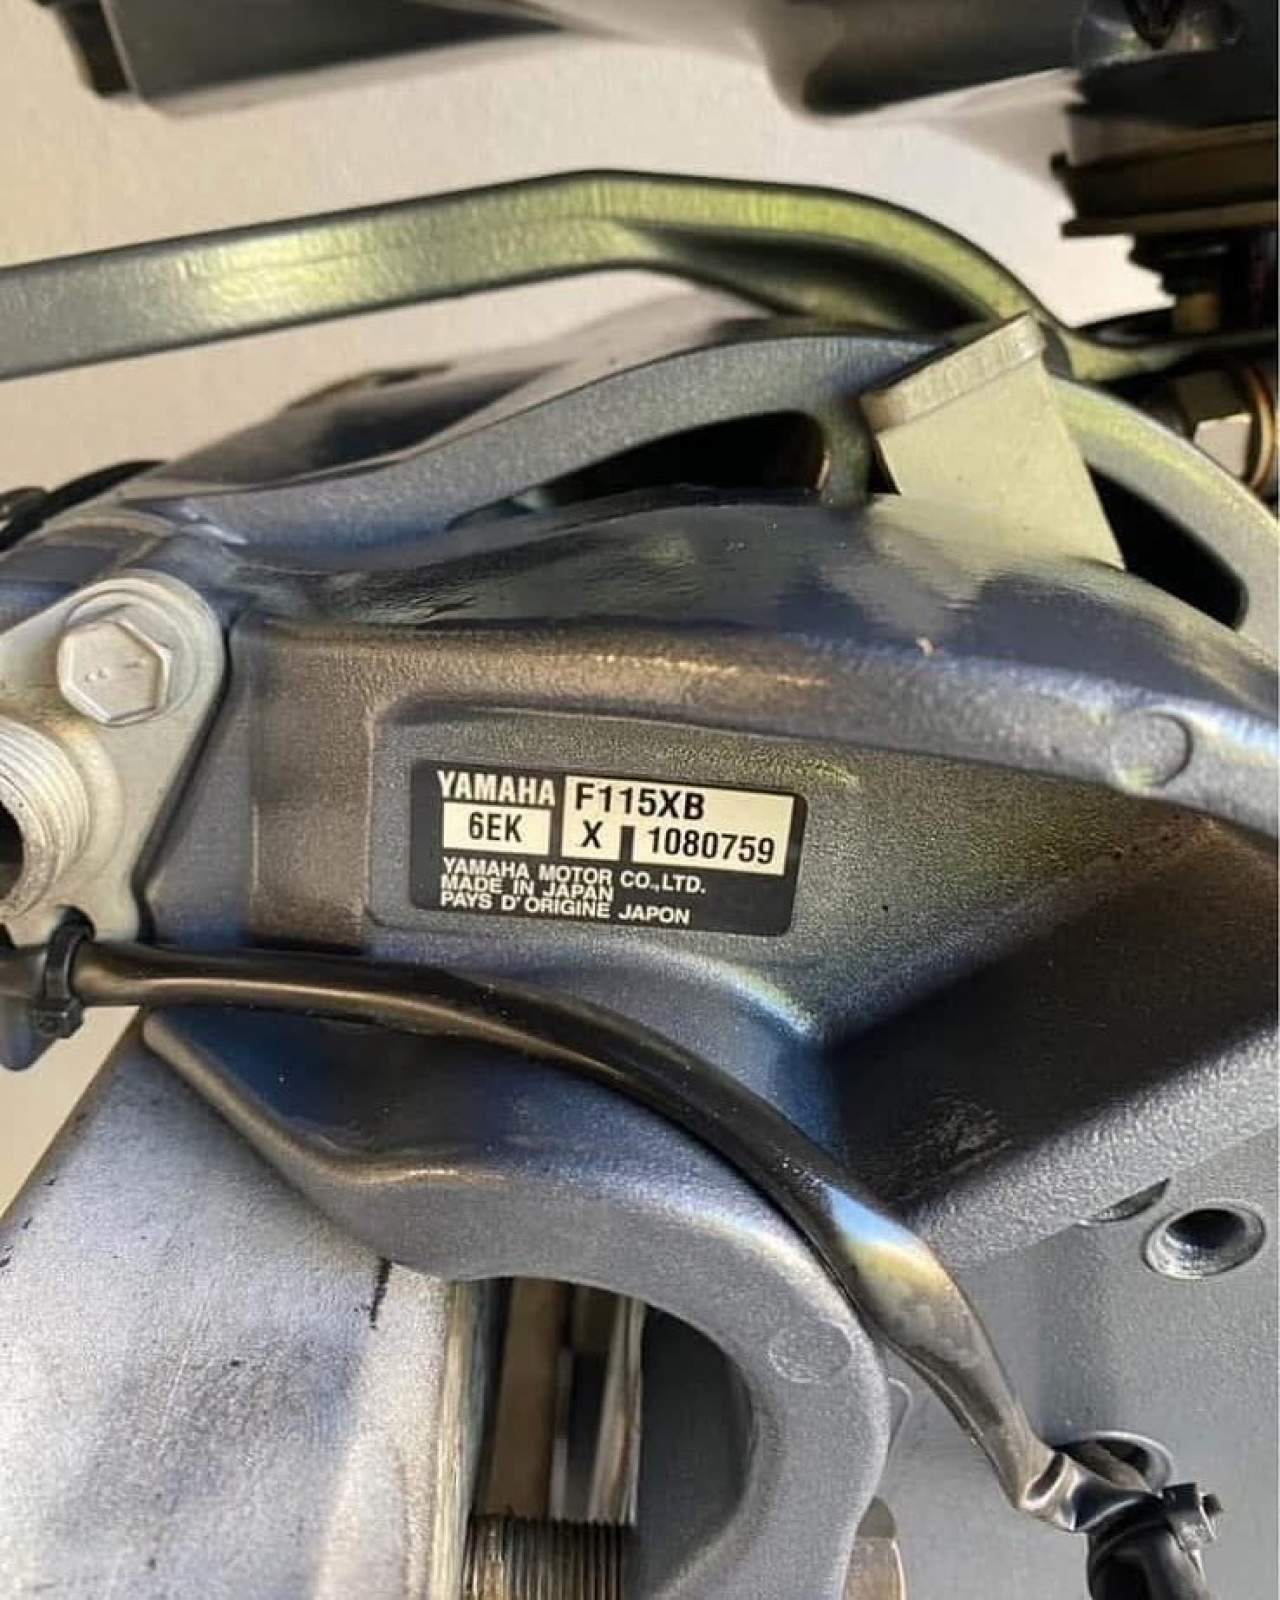 YAMAHA F115XB
6EK X 1080759
YAMAHA MOTOR CO.,LTD.
MADE IN JAPAN
PAYS D'ORIGINE JAPON